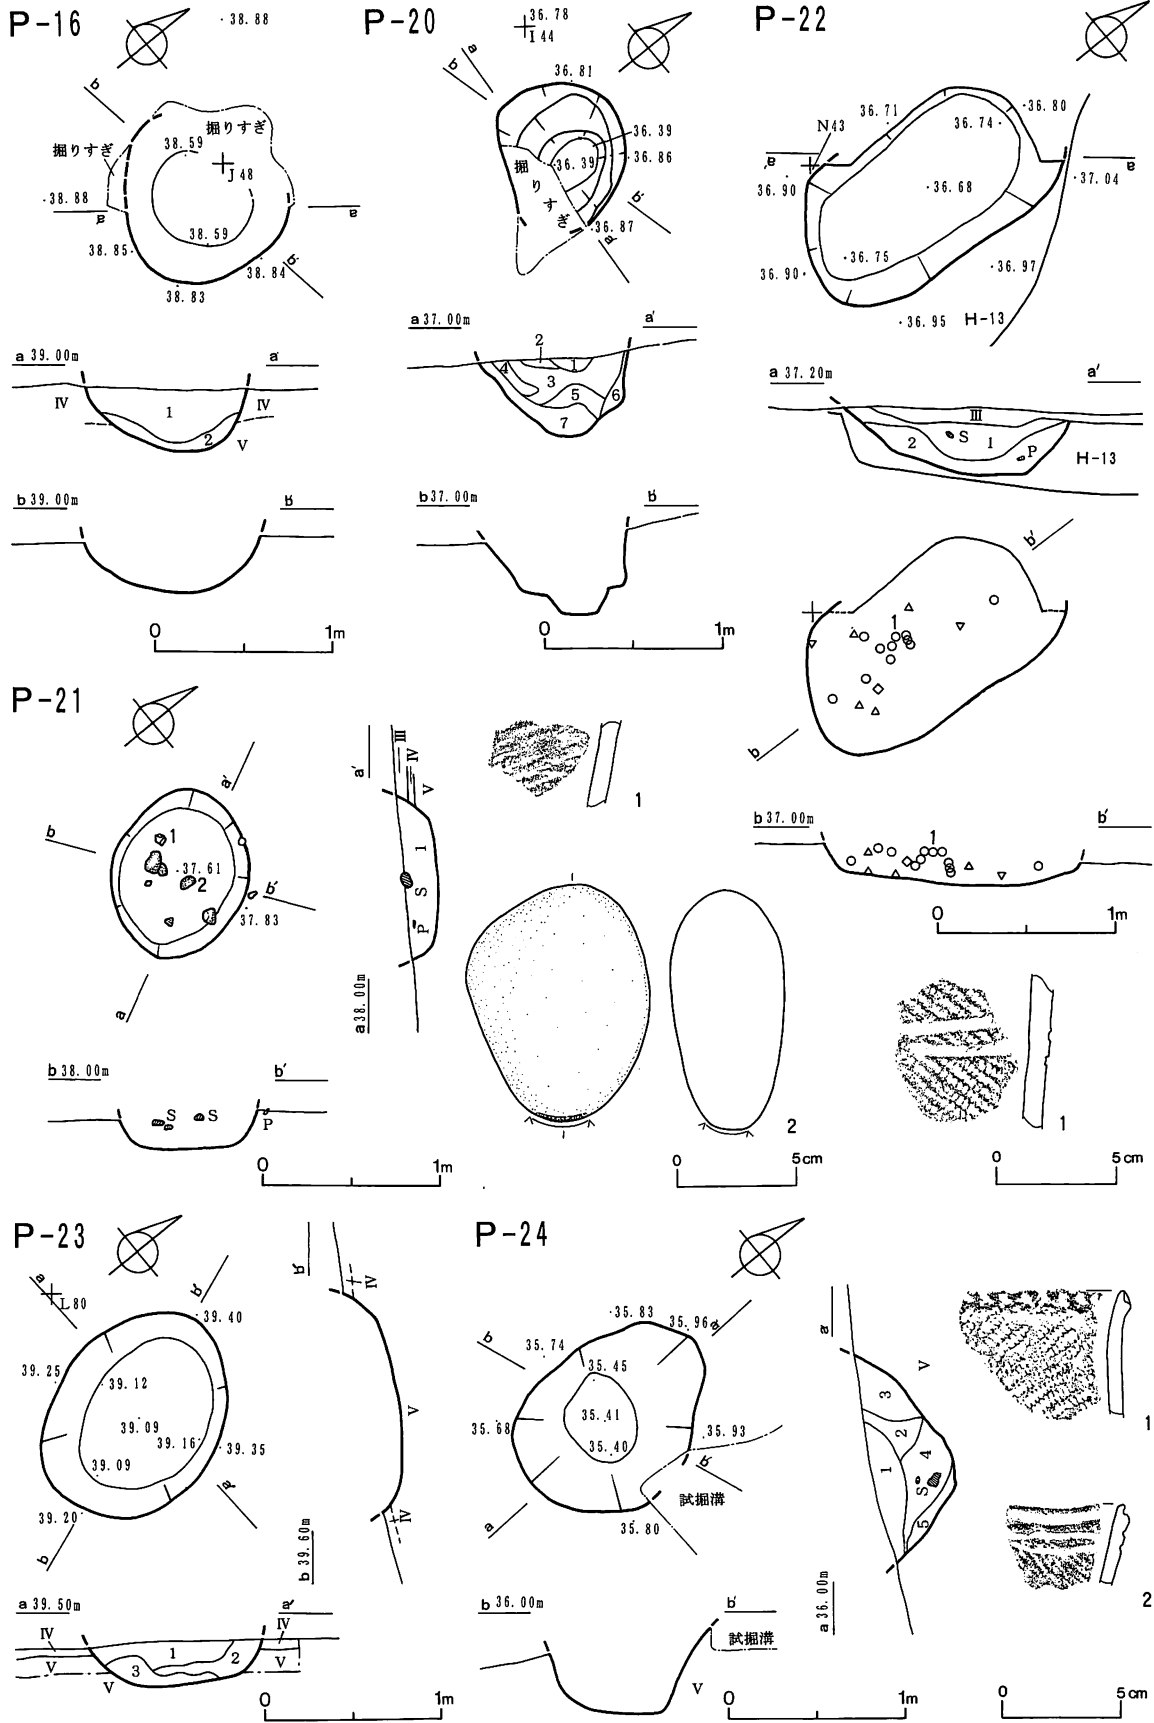 P-16
38.88
b
掘りすぎ
掘りすぎ
38.59
J48
38.88
a
a'
38.59
38.85
38.84
b'
38.83
a 39.00m
a'
IV
1
IV
2
V
b 39.00m
b'
0
1m
P-20
36.78
I44
a
b
36.81
36.39
36.39
36.86
掘りすぎ
b'
36.87
a'
a 37.00m
a'
2
1
4
3
5
6
7
b 37.00m
b'
0
1m
P-22
36.71
36.80
N43
36.74
a'
a
36.90
36.68
37.04
36.75
36.90
36.97
36.95
H-13
a 37.20m
a'
III
2
S
1
P
H-13
b'
1
b
b 37.00m
b'
1
0
1m
1
0
5cm
P-21
a'
b
1
37.61
2
b'
37.83
a
a'
III
IV
V
1
S
P
a 38.00m
b 38.00m
b'
S
S
P
0
1m
1
2
0
5cm
P-23
a
L80
b'
39.40
39.25
39.12
39.09
39.16
39.35
39.09
a'
39.20
b
b'
IV
V
IV
b 39.60m
a 39.50m
a'
IV
IV
1
2
V
3
V
V
0
1m
P-24
35.83
35.96
a'
b
35.74
35.45
35.41
35.68
35.93
35.40
b'
試掘溝
a
35.80
a'
V
3
2
1
4
S
5
a 36.00m
b 36.00m
b'
試掘溝
V
0
1m
1
2
0
5cm